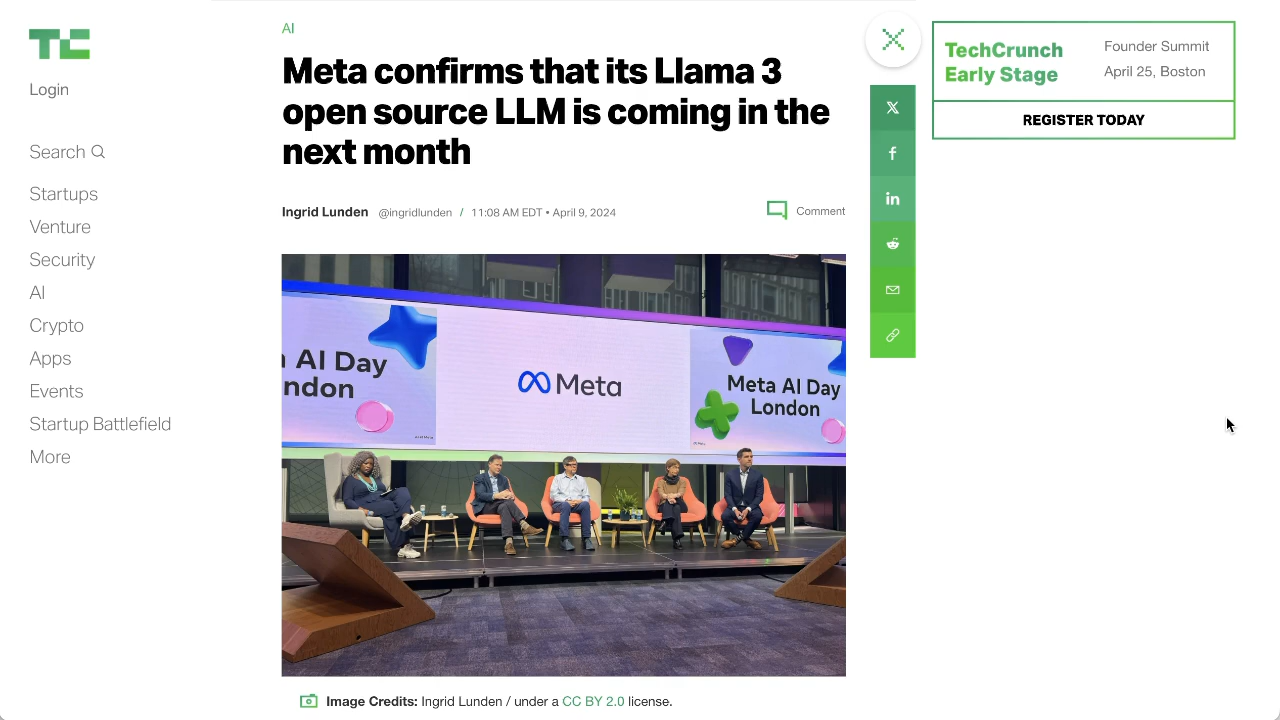 TC
Login
Search
Startups
Venture
Security
AI
Crypto
Apps
Events
Startup Battlefield
More
AI
Meta confirms that its Llama 3
open source LLM is coming in the
next month
Ingrid Lunden @ingridlunden / 11:08 AM EDT • April 9, 2024
Comment
AI Day
ndon
Meta
Meta AI Day
London
Image Credits: Ingrid Lunden / under a CC BY 2.0 license.
TechCrunch
Early Stage
Founder Summit
April 25, Boston
REGISTER TODAY